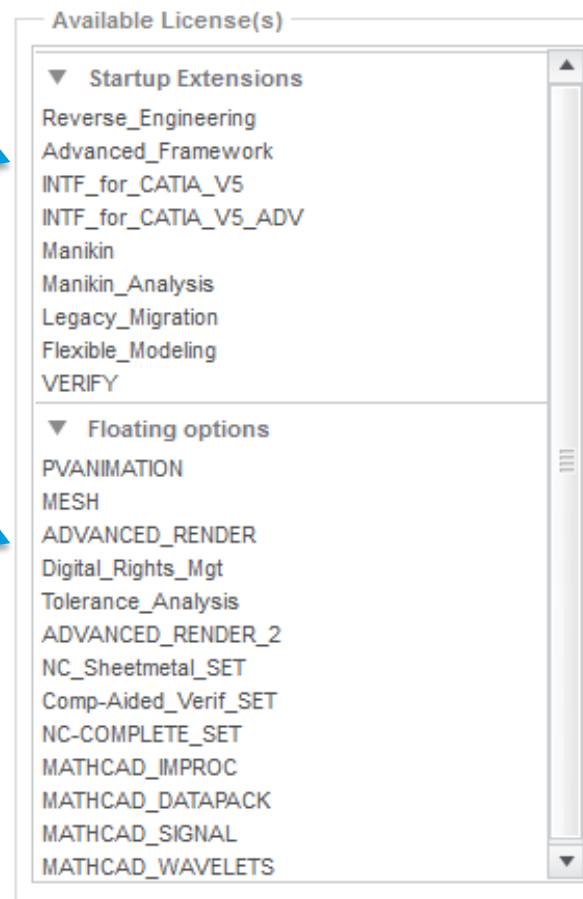 Available License(s)
Startup Extensions
Reverse_Engineering
Advanced_Framework
INTF_for_CATIA_V5
INTF_for_CATIA_V5_ADV
Manikin
Manikin_Analysis
Legacy_Migration
Flexible_Modeling
VERIFY
Floating options
PVANIMATION
MESH
ADVANCED_RENDER
Digital_Rights_Mgt
Tolerance_Analysis
ADVANCED_RENDER_2
NC_Sheetmetal_SET
Comp-Aided_Verif_SET
NC-COMPLETE_SET
MATHCAD_IMPROC
MATHCAD_DATAPACK
MATHCAD_SIGNAL
MATHCAD_WAVELETS